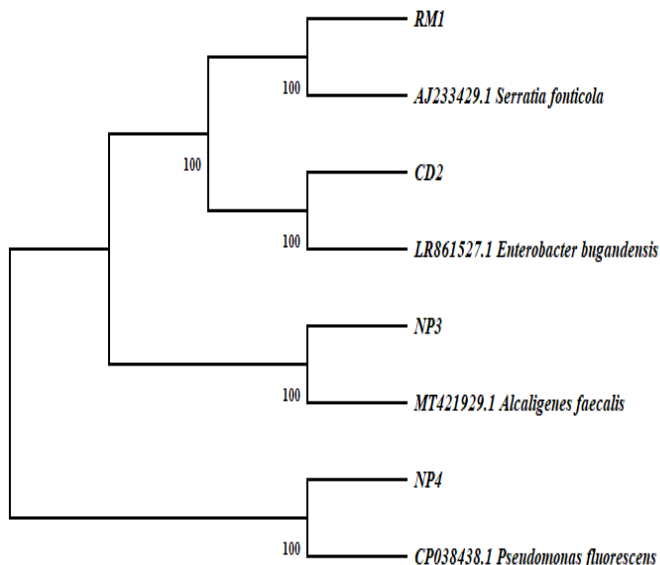 RM1
100
AJ233429.1 Serratia fonticola
100
CD2
100
LR861527.1 Enterobacter bugandensis
NP3
100
MT421929.1 Alcaligenes faecalis
NP4
100
CP038438.1 Pseudomonas fluorescens